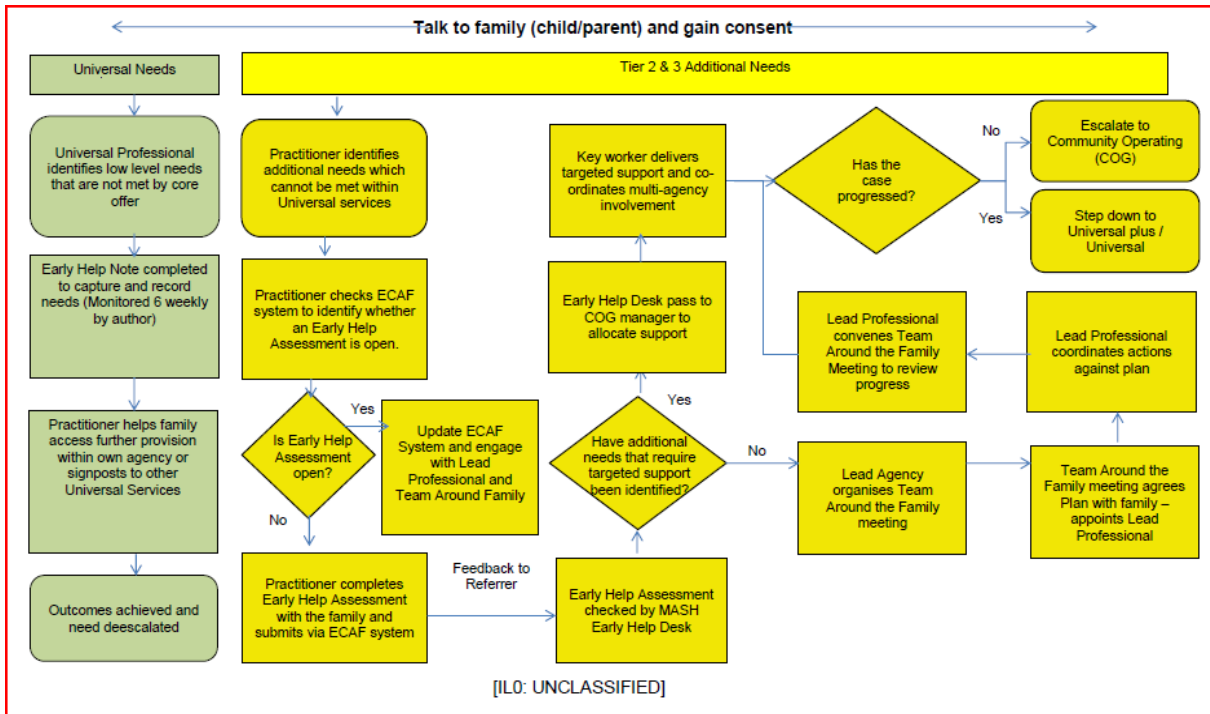 Talk to family (child/parent) and gain consent
Universal Needs
Tier 2 & 3 Additional Needs
Universal Professional
identifies low level needs
that are not met by core
offer
Early Help Note completed
to capture and record
needs (Monitored 6 weekly
by author)
Practitioner helps family
access further provision
within own agency or
signposts to other
Universal Services
Outcomes achieved and
need deescalated
Practitioner identifies
additional needs which
cannot be met within
Universal services
Practitioner checks ECAF
system to identify whether
an Early Help
Assessment is open.
Is Early Help
Assessment
open?
Yes
Update ECAF
System and engage
with Lead
Professional and
Team Around Family
No
Practitioner completes
Early Help Assessment
with the family and
submits via ECAF system
Feedback to
Referrer
Early Help Assessment
checked by MASH
Early Help Desk
Have additional
needs that require
targeted support
been identified?
Yes
Early Help Desk pass to
COG manager to
allocate support
Key worker delivers
targeted support and co-
ordinates multi-agency
involvement
No
Lead Agency
organises Team
Around the Family
meeting
Team Around the
Family meeting agrees
Plan with family –
appoints Lead
Professional
Lead Professional
coordinates actions
against plan
Lead Professional
convenes Team
Around the Family
Meeting to review
progress
Has the
case
progressed?
No
Escalate to
Community Operating
(COG)
Yes
Step down to
Universal plus /
Universal
[IL0: UNCLASSIFIED]